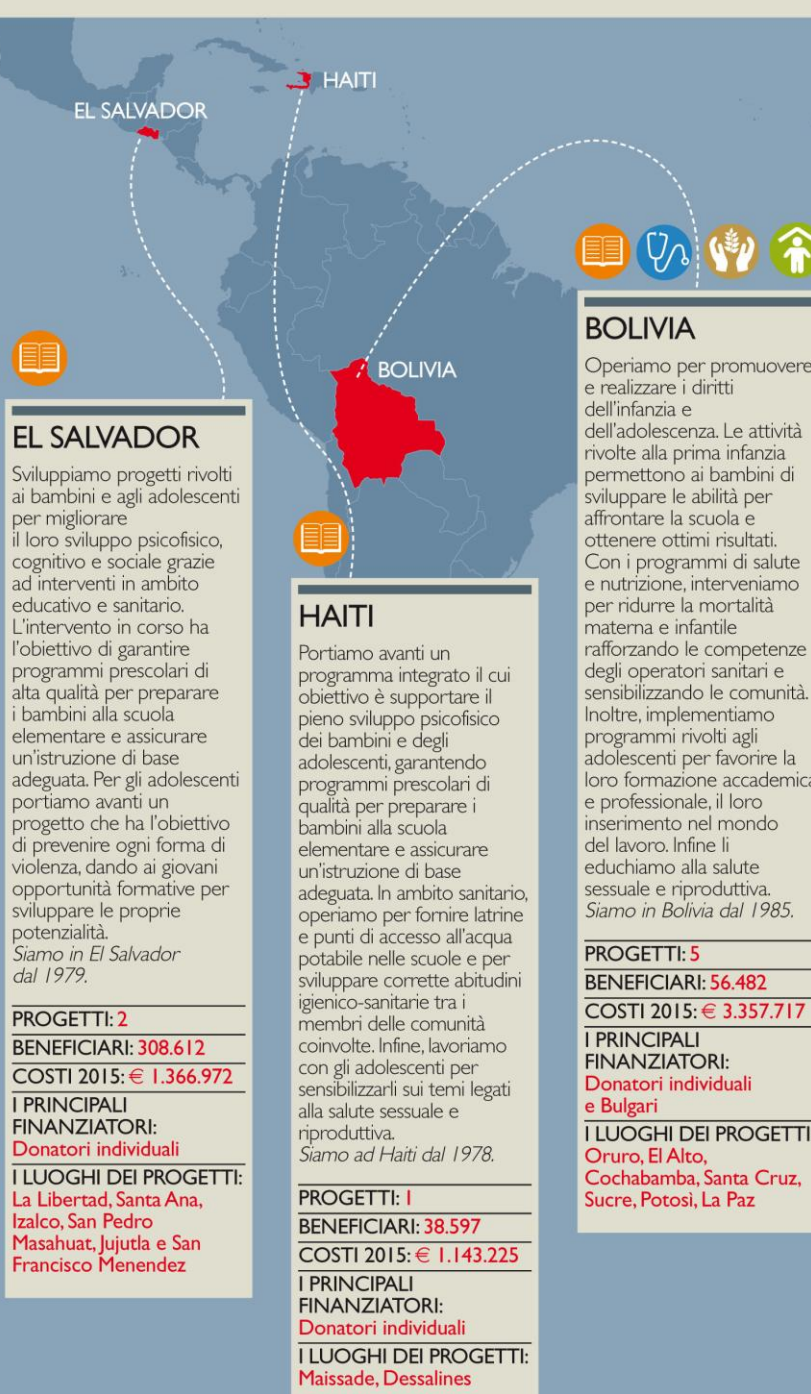 HAITI
EL SALVADOR
BOLIVIA
EL SALVADOR
Sviluppiamo progetti rivolti
ai bambini e agli adolescenti
per migliorare
il loro sviluppo psicofisico,
cognitivo e sociale grazie
ad interventi in ambito
educativo e sanitario.
L'intervento in corso ha
l'obiettivo di garantire
programmi prescolari di
alta qualità per preparare
i bambini alla scuola
elementare e assicurare
un'istruzione di base
adeguata. Per gli adolescenti
portiamo avanti un
progetto che ha l'obiettivo
di prevenire ogni forma di
violenza, dando ai giovani
opportunità formative per
sviluppare le proprie
potenzialità.
Siamo in El Salvador
dal 1979.
PROGETTI: 2
BENEFICIARI: 308.612
COSTI 2015: € 1.366.972
I PRINCIPALI
FINANZIATORI:
Donatori individuali
I LUOGHI DEI PROGETTI:
La Libertad, Santa Ana,
Izalco, San Pedro
Masahuat, Jujutla e San
Francisco Menendez
HAITI
Portiamo avanti un
programma integrato il cui
obiettivo è supportare il
pieno sviluppo psicofisico
dei bambini e degli
adolescenti, garantendo
programmi prescolari di
qualità per preparare i
bambini alla scuola
elementare e assicurare
un'istruzione di base
adeguata. In ambito sanitario,
operiamo per fornire latrine
e punti di accesso all'acqua
potabile nelle scuole e per
sviluppare corrette abitudini
igienico-sanitarie tra i
membri delle comunità
coinvolte. Infine, lavoriamo
con gli adolescenti per
sensibilizzarli sui temi legati
alla salute sessuale e
riproduttiva.
Siamo ad Haiti dal 1978.
PROGETTI: 1
BENEFICIARI: 38.597
COSTI 2015: € 1.143.225
I PRINCIPALI
FINANZIATORI:
Donatori individuali
I LUOGHI DEI PROGETTI:
Maissade, Dessalines
BOLIVIA
Operiamo per promuovere
e realizzare i diritti
dell'infanzia e
dell'adolescenza. Le attività
rivolte alla prima infanzia
permettono ai bambini di
sviluppare le abilità per
affrontare la scuola e
ottenere ottimi risultati.
Con i programmi di salute
e nutrizione, interveniamo
per ridurre la mortalità
materna e infantile
rafforzando le competenze
degli operatori sanitari e
sensibilizzando le comunità.
Inoltre, implementiamo
programmi rivolti agli
adolescenti per favorire la
loro formazione accademica
e professionale, il loro
inserimento nel mondo
del lavoro. Infine li
educhiamo alla salute
sessuale e riproduttiva.
Siamo in Bolivia dal 1985.
PROGETTI: 5
BENEFICIARI: 56.482
COSTI 2015: € 3.357.717
I PRINCIPALI
FINANZIATORI:
Donatori individuali
e Bulgari
I LUOGHI DEI PROGETTI
Oruro, El Alto,
Cochabamba, Santa Cruz,
Sucre, Potosì, La Paz